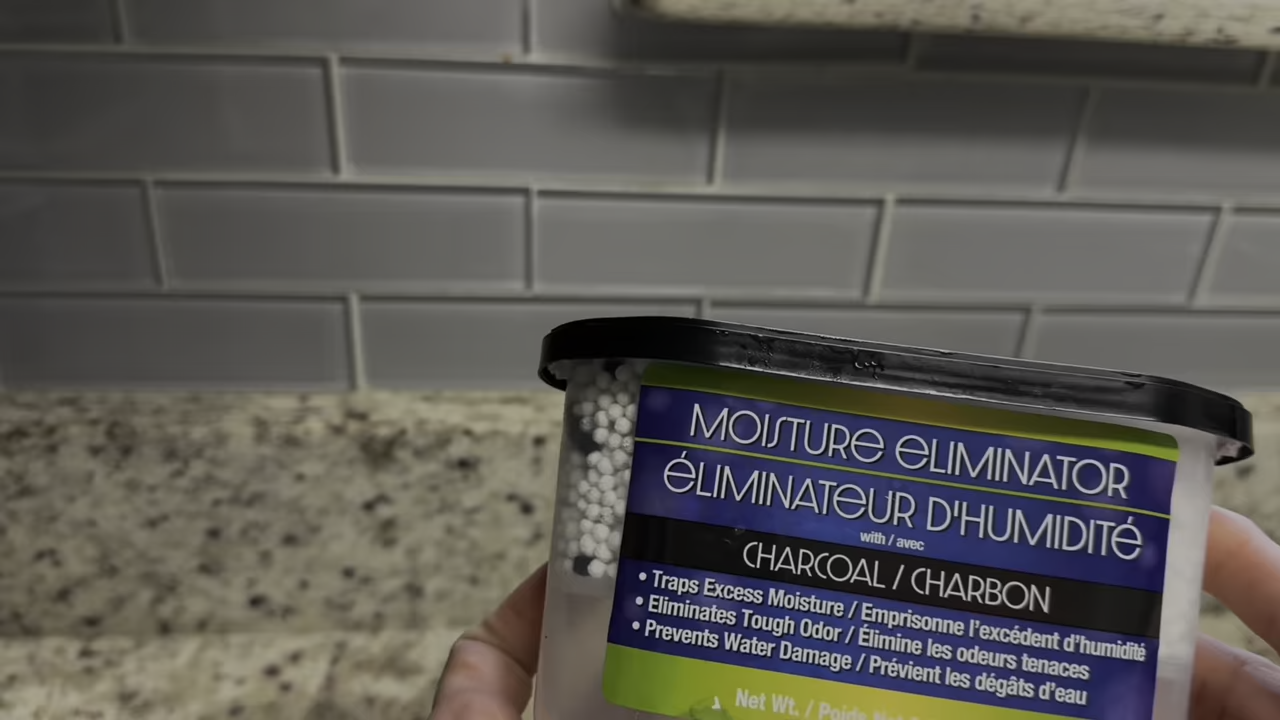 MOISTURE ELIMINATOR
ÉLIMINATEUR D'HUMIDITÉ
with / avec
CHARCOAL / CHARBON
• Traps Excess Moisture / Emprisonne l'excédent d'humidité
• Eliminates Tough Odor / Élimine les odeurs tenaces
• Prevents Water Damage / Prévient les dégâts d'eau
Net Wt. / Poids Net